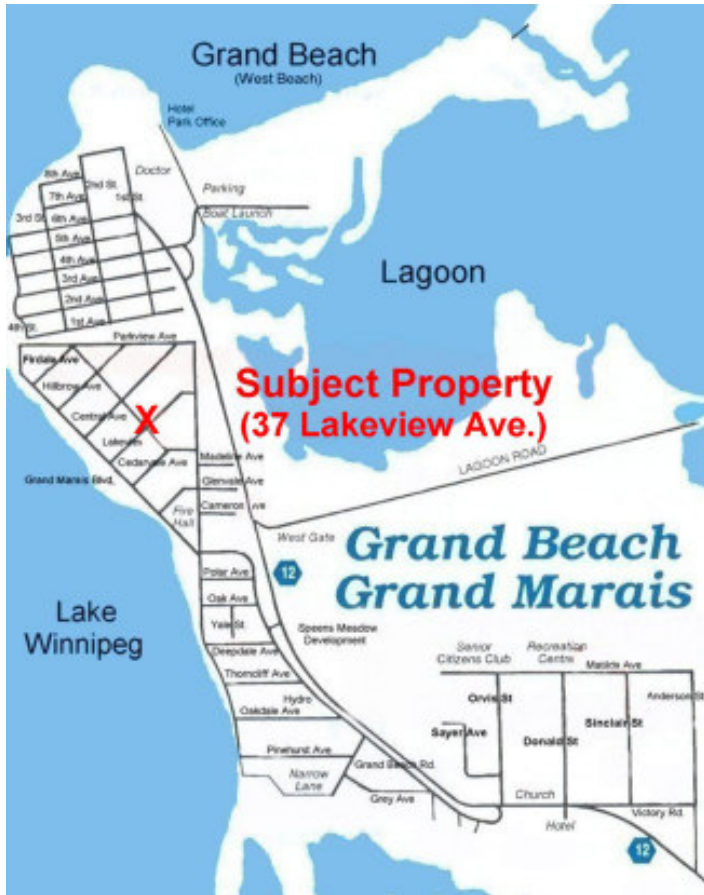 Grand Beach
(West Beach)
Hotel
Park Office
Doctor
8th Ave
2nd St.
7th Ave
1st St.
3rd St.
6th Ave
Parking
Boat Launch
5th Ave
4th Ave
Lagoon
3rd Ave
2nd Ave
4th St.
1st Ave
Parkview Ave
Firdale Ave
Hillbrow Ave
Subject Property
(37 Lakeview Ave.)
Central Ave
X
Lakeview
Cedarvale Ave
Madeline Ave
LAGOON ROAD
Grand Marais Blvd.
Glenvale Ave
Cameron Ave
Fire
Hall
West Gate
Grand Beach
Grand Marais
12
Polar Ave
Oak Ave
Lake
Winnipeg
Yale St.
Speens Meadow
Development
Deepdale Ave
Senior
Citizens Club
Recreation
Centre
Matilda Ave
Thorncliff Ave
Hydro
Orvis St
Anderson St
Oakdale Ave
Sinclair St
Sayer Ave
Donald St
Pinehurst Ave
Grand Beach Rd.
Narrow
Lane
Grey Ave
Church
Hotel
Victory Rd.
12